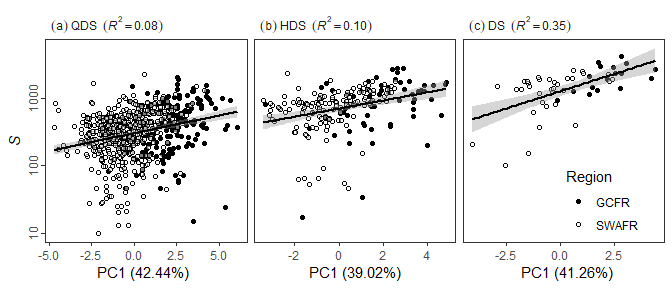 (a) QDS (R² = 0.08)
(b) HDS (R² = 0.10)
(c) DS (R² = 0.35)
S
1000
100
10
-5.0 -2.5 0.0 2.5 5.0
-2 0 2 4
-2.5 0.0 2.5
PC1 (42.44%)
PC1 (39.02%)
PC1 (41.26%)
Region
GCFR
SWAFR